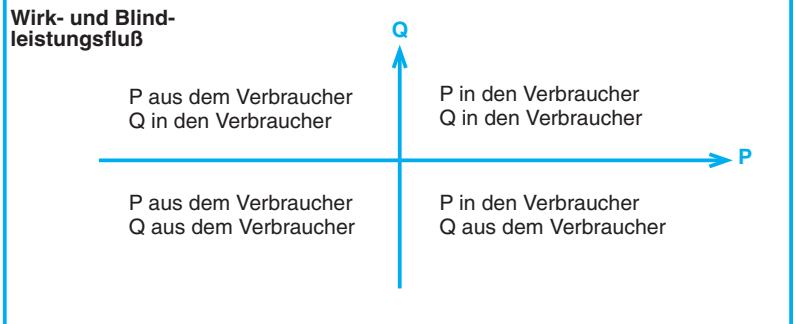 Wirk- und Blind-
leistungsfluß
Q
P aus dem Verbraucher
Q in den Verbraucher
P in den Verbraucher
Q in den Verbraucher
P
P aus dem Verbraucher
Q aus dem Verbraucher
P in den Verbraucher
Q aus dem Verbraucher